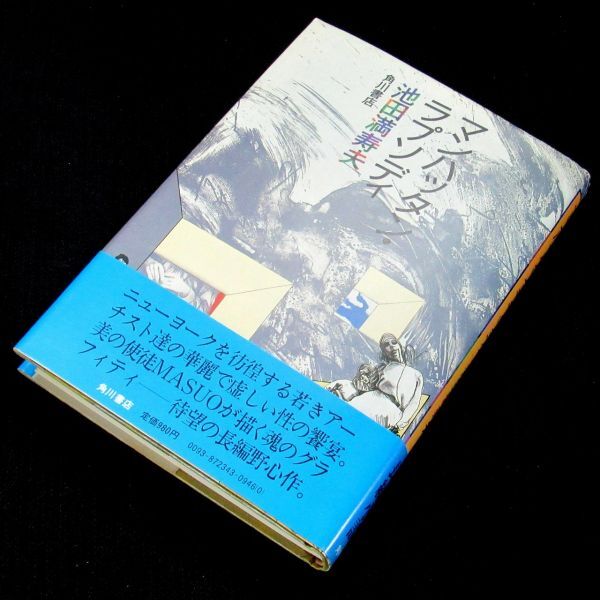 マンハッタン・
ラプソディ
池田満寿夫
角川書店
ニューヨークを彷徨する若きアー
チスト達の華麗で虚しい性の饗宴。
美の使徒MASUOが描く魂のグラ
フィティ——待望の長編野心作。
角川書店
定価980円
0093-872343-0946(0)